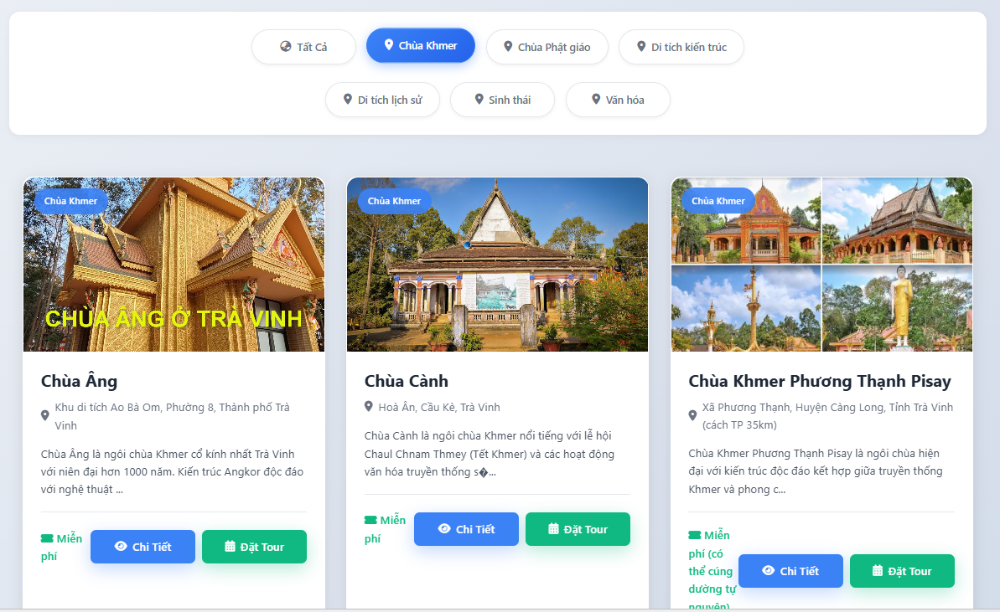 Tất Cả
Chùa Khmer
Chùa Phật giáo
Di tích kiến trúc
Di tích lịch sử
Sinh thái
Văn hóa
Chùa Khmer
CHÙA ÂNG Ở TRÀ VINH
Chùa Âng
Khu di tích Ao Bà Om, Phường 8, Thành phố Trà
Vinh
Chùa Âng là ngôi chùa Khmer cổ kính nhất Trà Vinh
với niên đại hơn 1000 năm. Kiến trúc Angkor độc đáo
với nghệ thuật ...
Miễn
phí
Chi Tiết
Đặt Tour
Chùa Khmer
Chùa Cành
Hoà Ân, Cầu Kè, Trà Vinh
Chùa Cành là ngôi chùa Khmer nổi tiếng với lễ hội
Chaul Chnam Thmey (Tết Khmer) và các hoạt động
văn hóa truyền thống s�...
Miễn
phí
Chi Tiết
Đặt Tour
Chùa Khmer
Chùa Khmer Phương Thạnh Pisay
Xã Phương Thạnh, Huyện Càng Long, Tỉnh Trà Vinh
(cách TP 35km)
Chùa Khmer Phương Thạnh Pisay là ngôi chùa hiện
đại với kiến trúc độc đáo kết hợp giữa truyền thống
Khmer và phong c...
Miễn
phí (có
thể cúng
dường tự
nguyện)
Chi Tiết
Đặt Tour